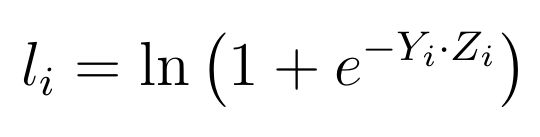 l_i = ln (1 + e^{-Y_i · Z_i})